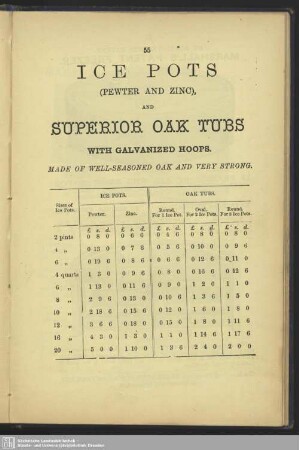 55
ICE POTS
(PEWTER AND ZINC),
AND
SUPERIOR OAK TUBS
WITH GALVANIZED HOOPS.
MADE OF WELL-SEASONED OAK AND VERY STRONG.
Sizes of Ice Pots. ICE POTS. OAK TUBS.
Pewter. Zinc. Round, For 1 Ice Pot. Oval, For 2 Ice Pots. Round, For 3 Ice Pots.
£ s. d. £ s. d. £ s. d. £ s. d. £ s. d.
2 pints 0 8 0 0 6 6 0 0 9 0 0 8 0
4 „ 0 13 0 0 7 0 5 6 0 10 0 0 9 6
6 „ 0 19 6 0 8 6 0 6 0 12 6 0 11 0
4 quarts 1 3 0 0 9 6 0 8 0 0 16 6 0 12 6
6 „ 1 13 0 0 11 6 0 9 6 1 2 6 1 1 0
8 „ 2 0 6 0 13 0 0 10 6 1 3 6 1 5 0
10 „ 2 18 6 0 15 6 0 12 0 1 6 0 1 8 0
12 „ 3 6 6 0 18 0 0 15 0 1 8 0 1 11 6
16 „ 4 3 0 1 3 0 1 1 0 1 14 6 1 17 6
20 „ 5 0 0 1 10 0 1 3 6 2 4 0 2 0 0